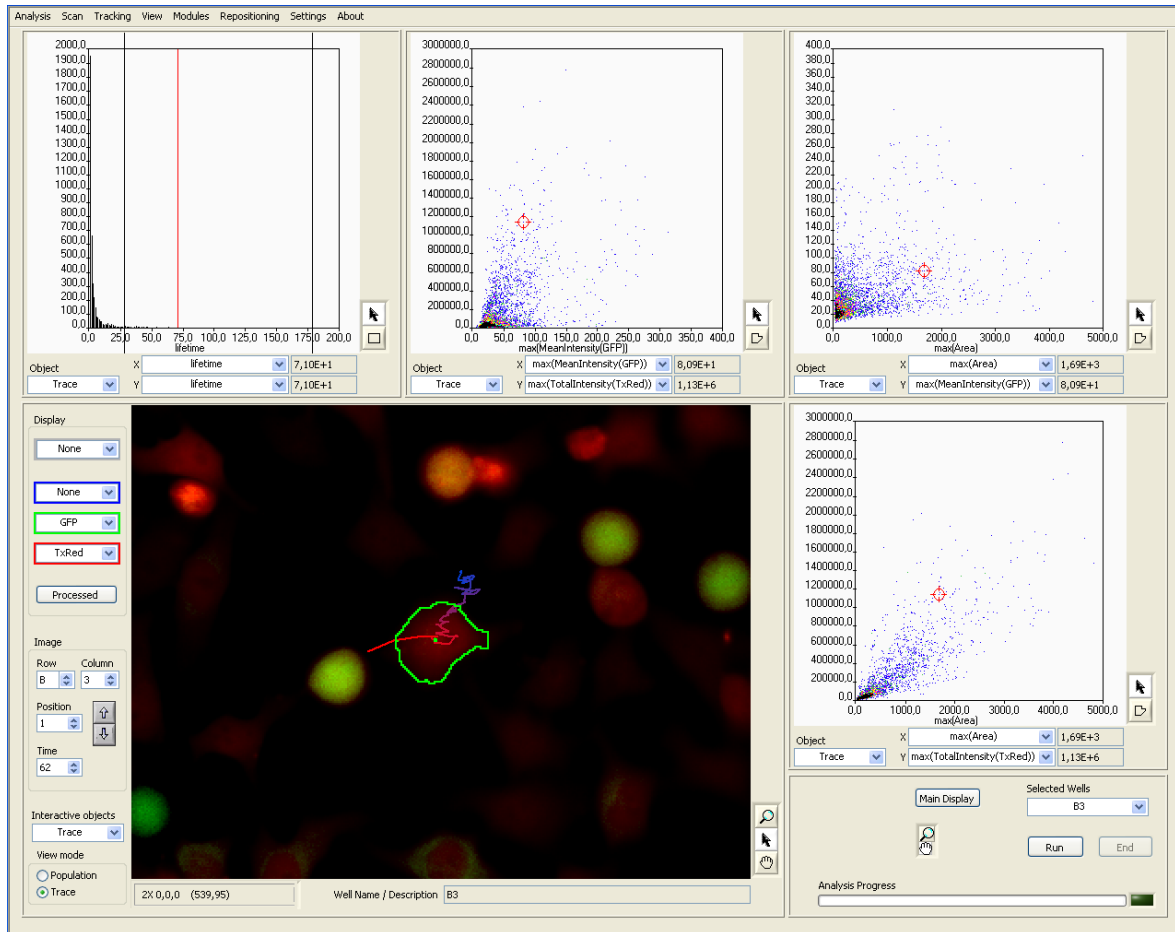 Analysis Scan Tracking View Modules Repositioning Settings About
2000,0
1900,0
1800,0
1700,0
1600,0
1500,0
1400,0
1300,0
1200,0
1100,0
1000,0
900,0
800,0
700,0
600,0
500,0
400,0
300,0
200,0
100,0
0,0
0,0 25,0 50,0 75,0 100,0 125,0 150,0 175,0 200,0
lifetime
Object X lifetime 7,10E+1
Trace Y lifetime 7,10E+1
3000000,0
2800000,0
2600000,0
2400000,0
2200000,0
2000000,0
1800000,0
1600000,0
1400000,0
1200000,0
1000000,0
800000,0
600000,0
400000,0
200000,0
0,0
0,0 50,0 100,0 150,0 200,0 250,0 300,0 350,0 400,0
max(MeanIntensity(GFP))
Object X max(MeanIntensity(GFP)) 8,09E+1
Trace Y max(TotalIntensity(TxRed)) 1,13E+6
400,0
380,0
360,0
340,0
320,0
300,0
280,0
260,0
240,0
220,0
200,0
180,0
160,0
140,0
120,0
100,0
80,0
60,0
40,0
20,0
0,0 1000,0 2000,0 3000,0 4000,0 5000,0
max(Area)
Object X max(Area) 1,69E+3
Trace Y max(MeanIntensity(GFP)) 8,09E+1
Display
None
None
GFP
TxRed
Processed
Image
Row Column
B 3
Position
1
Time
62
Interactive objects
Trace
View mode
Population
Trace
2X 0,0,0 (539,95)
Well Name / Description B3
3000000,0
2800000,0
2600000,0
2400000,0
2200000,0
2000000,0
1800000,0
1600000,0
1400000,0
1200000,0
1000000,0
800000,0
600000,0
400000,0
200000,0
0,0
0,0 1000,0 2000,0 3000,0 4000,0 5000,0
max(Area)
Object X max(Area) 1,69E+3
Trace Y max(TotalIntensity(TxRed)) 1,13E+6
Main Display
Selected Wells
B3
Run End
Analysis Progress